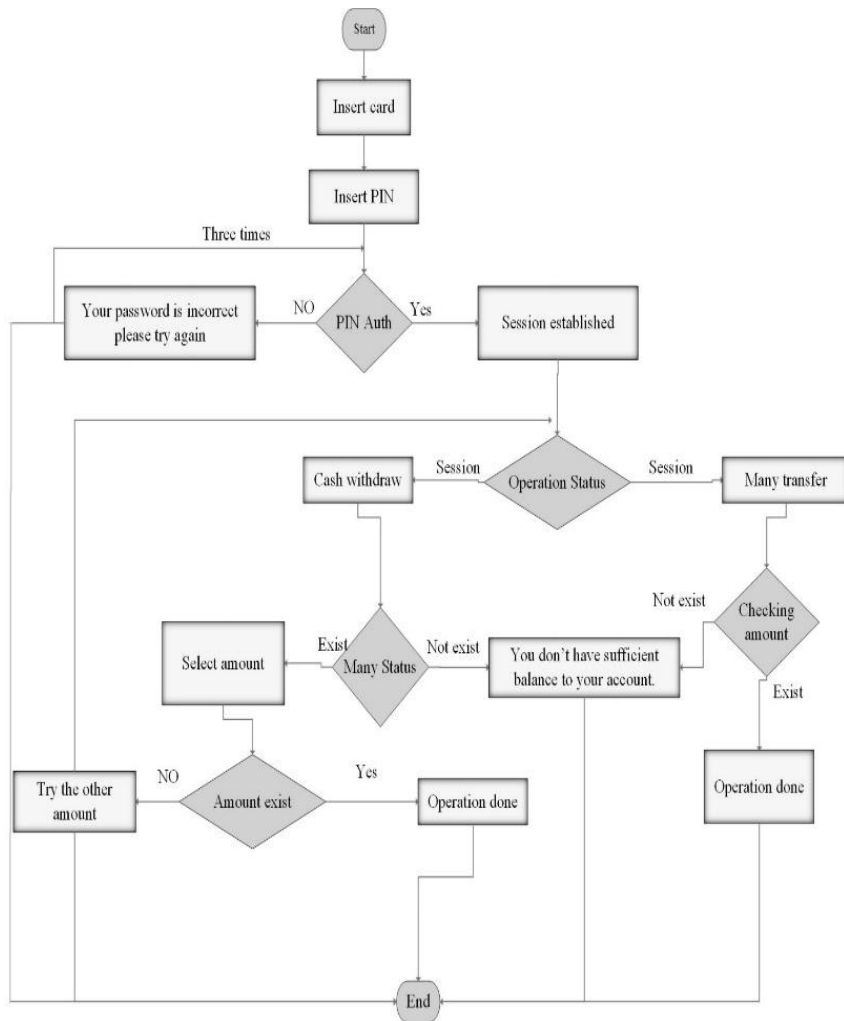 Start
Insert card
Insert PIN
Three times
Your password is incorrect
please try again
NO
PIN Auth
Yes
Session established
Cash withdraw
Session
Operation Status
Session
Many transfer
Not exist
Checking
amount
Select amount
Exist
Many Status
Not exist
You don't have sufficient
balance to your account.
Exist
Try the other
amount
NO
Amount exist
Yes
Operation done
Operation done
End